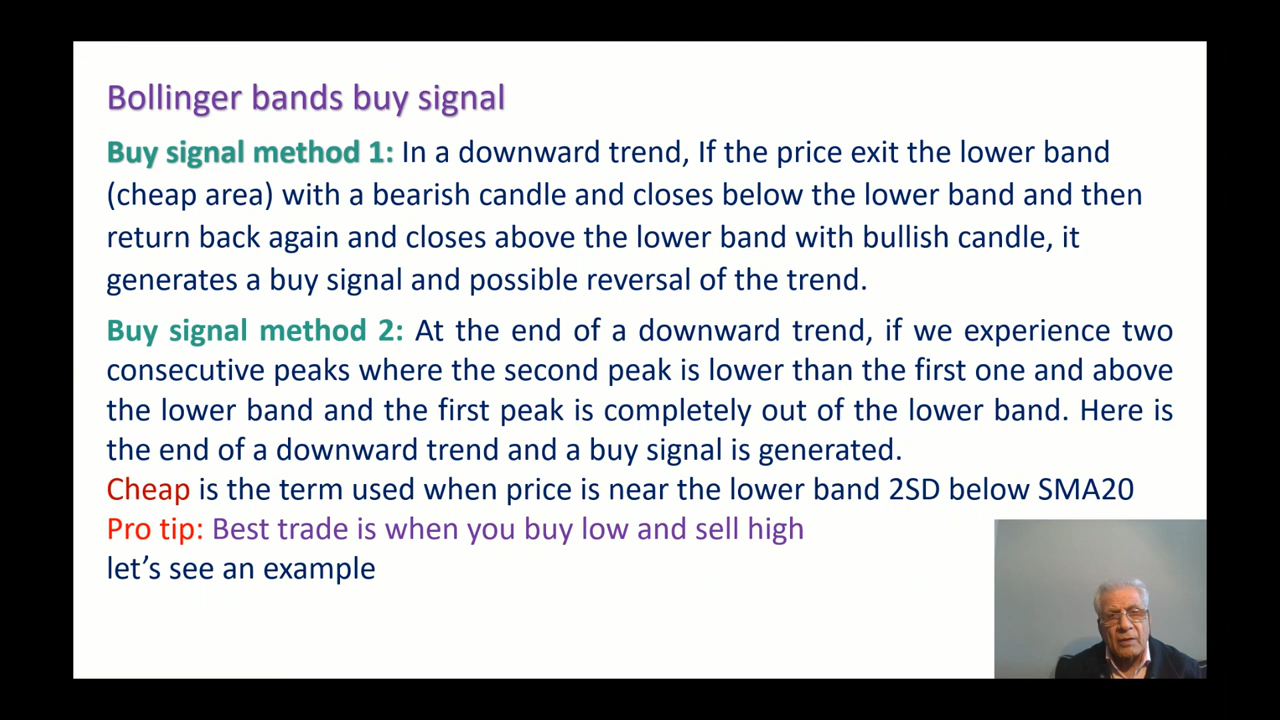 Bollinger bands buy signal
Buy signal method 1: In a downward trend, If the price exit the lower band
(cheap area) with a bearish candle and closes below the lower band and then
return back again and closes above the lower band with bullish candle, it
generates a buy signal and possible reversal of the trend.
Buy signal method 2: At the end of a downward trend, if we experience two
consecutive peaks where the second peak is lower than the first one and above
the lower band and the first peak is completely out of the lower band. Here is
the end of a downward trend and a buy signal is generated.
Cheap is the term used when price is near the lower band 2SD below SMA20
Pro tip: Best trade is when you buy low and sell high
let’s see an example